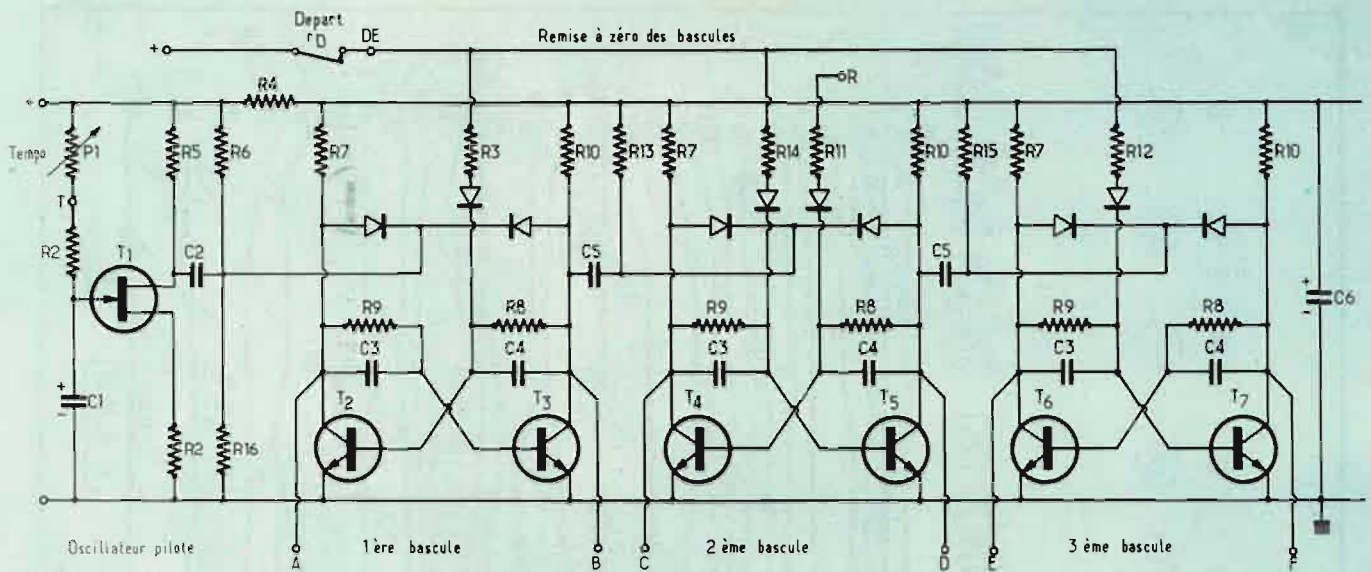 Depart
rD
DE
+
Remise à zéro des bascules
R
R4
+
Tempo
P1
R5
R6
R7
R3
R10
R13
R7
R14
R11
R10
R15
R7
R12
R10
T
R2
T1
C2
C5
C5
C6
+
-
R9
R8
R9
R8
R9
R8
C3
C4
C3
C4
C3
C4
+
C1
-
T2
T3
T4
T5
T6
T7
R2
R16
Oscillateur pilote
1ère bascule
2ème bascule
3ème bascule
A
B
C
D
E
F